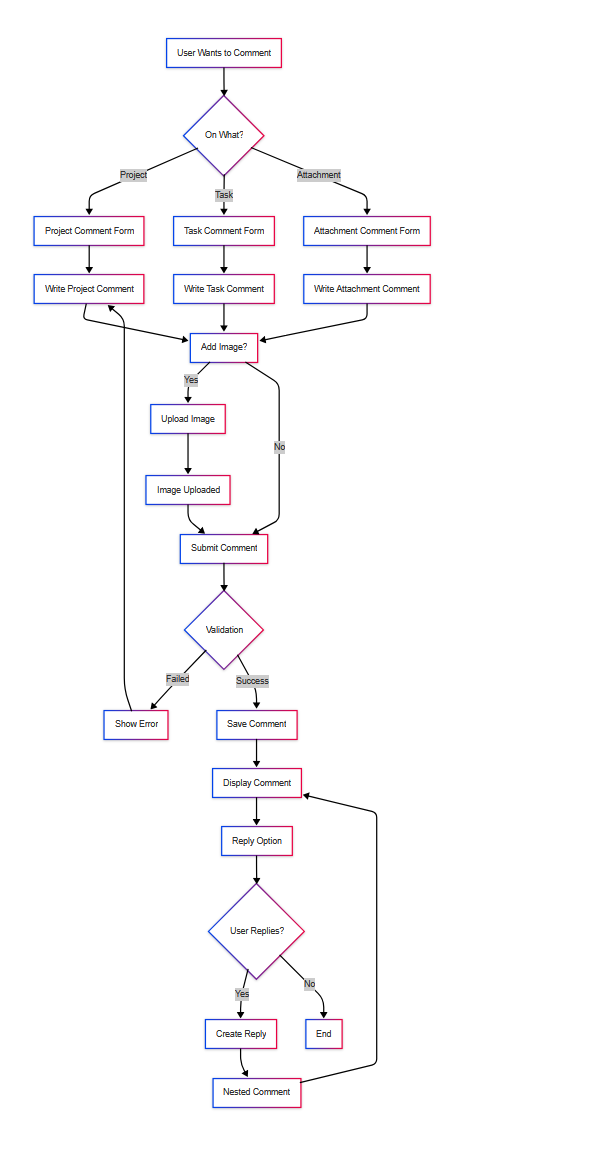 User Wants to Comment
On What?
Project
Task
Attachment
Project Comment Form
Task Comment Form
Attachment Comment Form
Write Project Comment
Write Task Comment
Write Attachment Comment
Add Image?
Yes
Upload Image
No
Image Uploaded
Submit Comment
Validation
Failed
Success
Show Error
Save Comment
Display Comment
Reply Option
User Replies?
Yes
No
Create Reply
End
Nested Comment